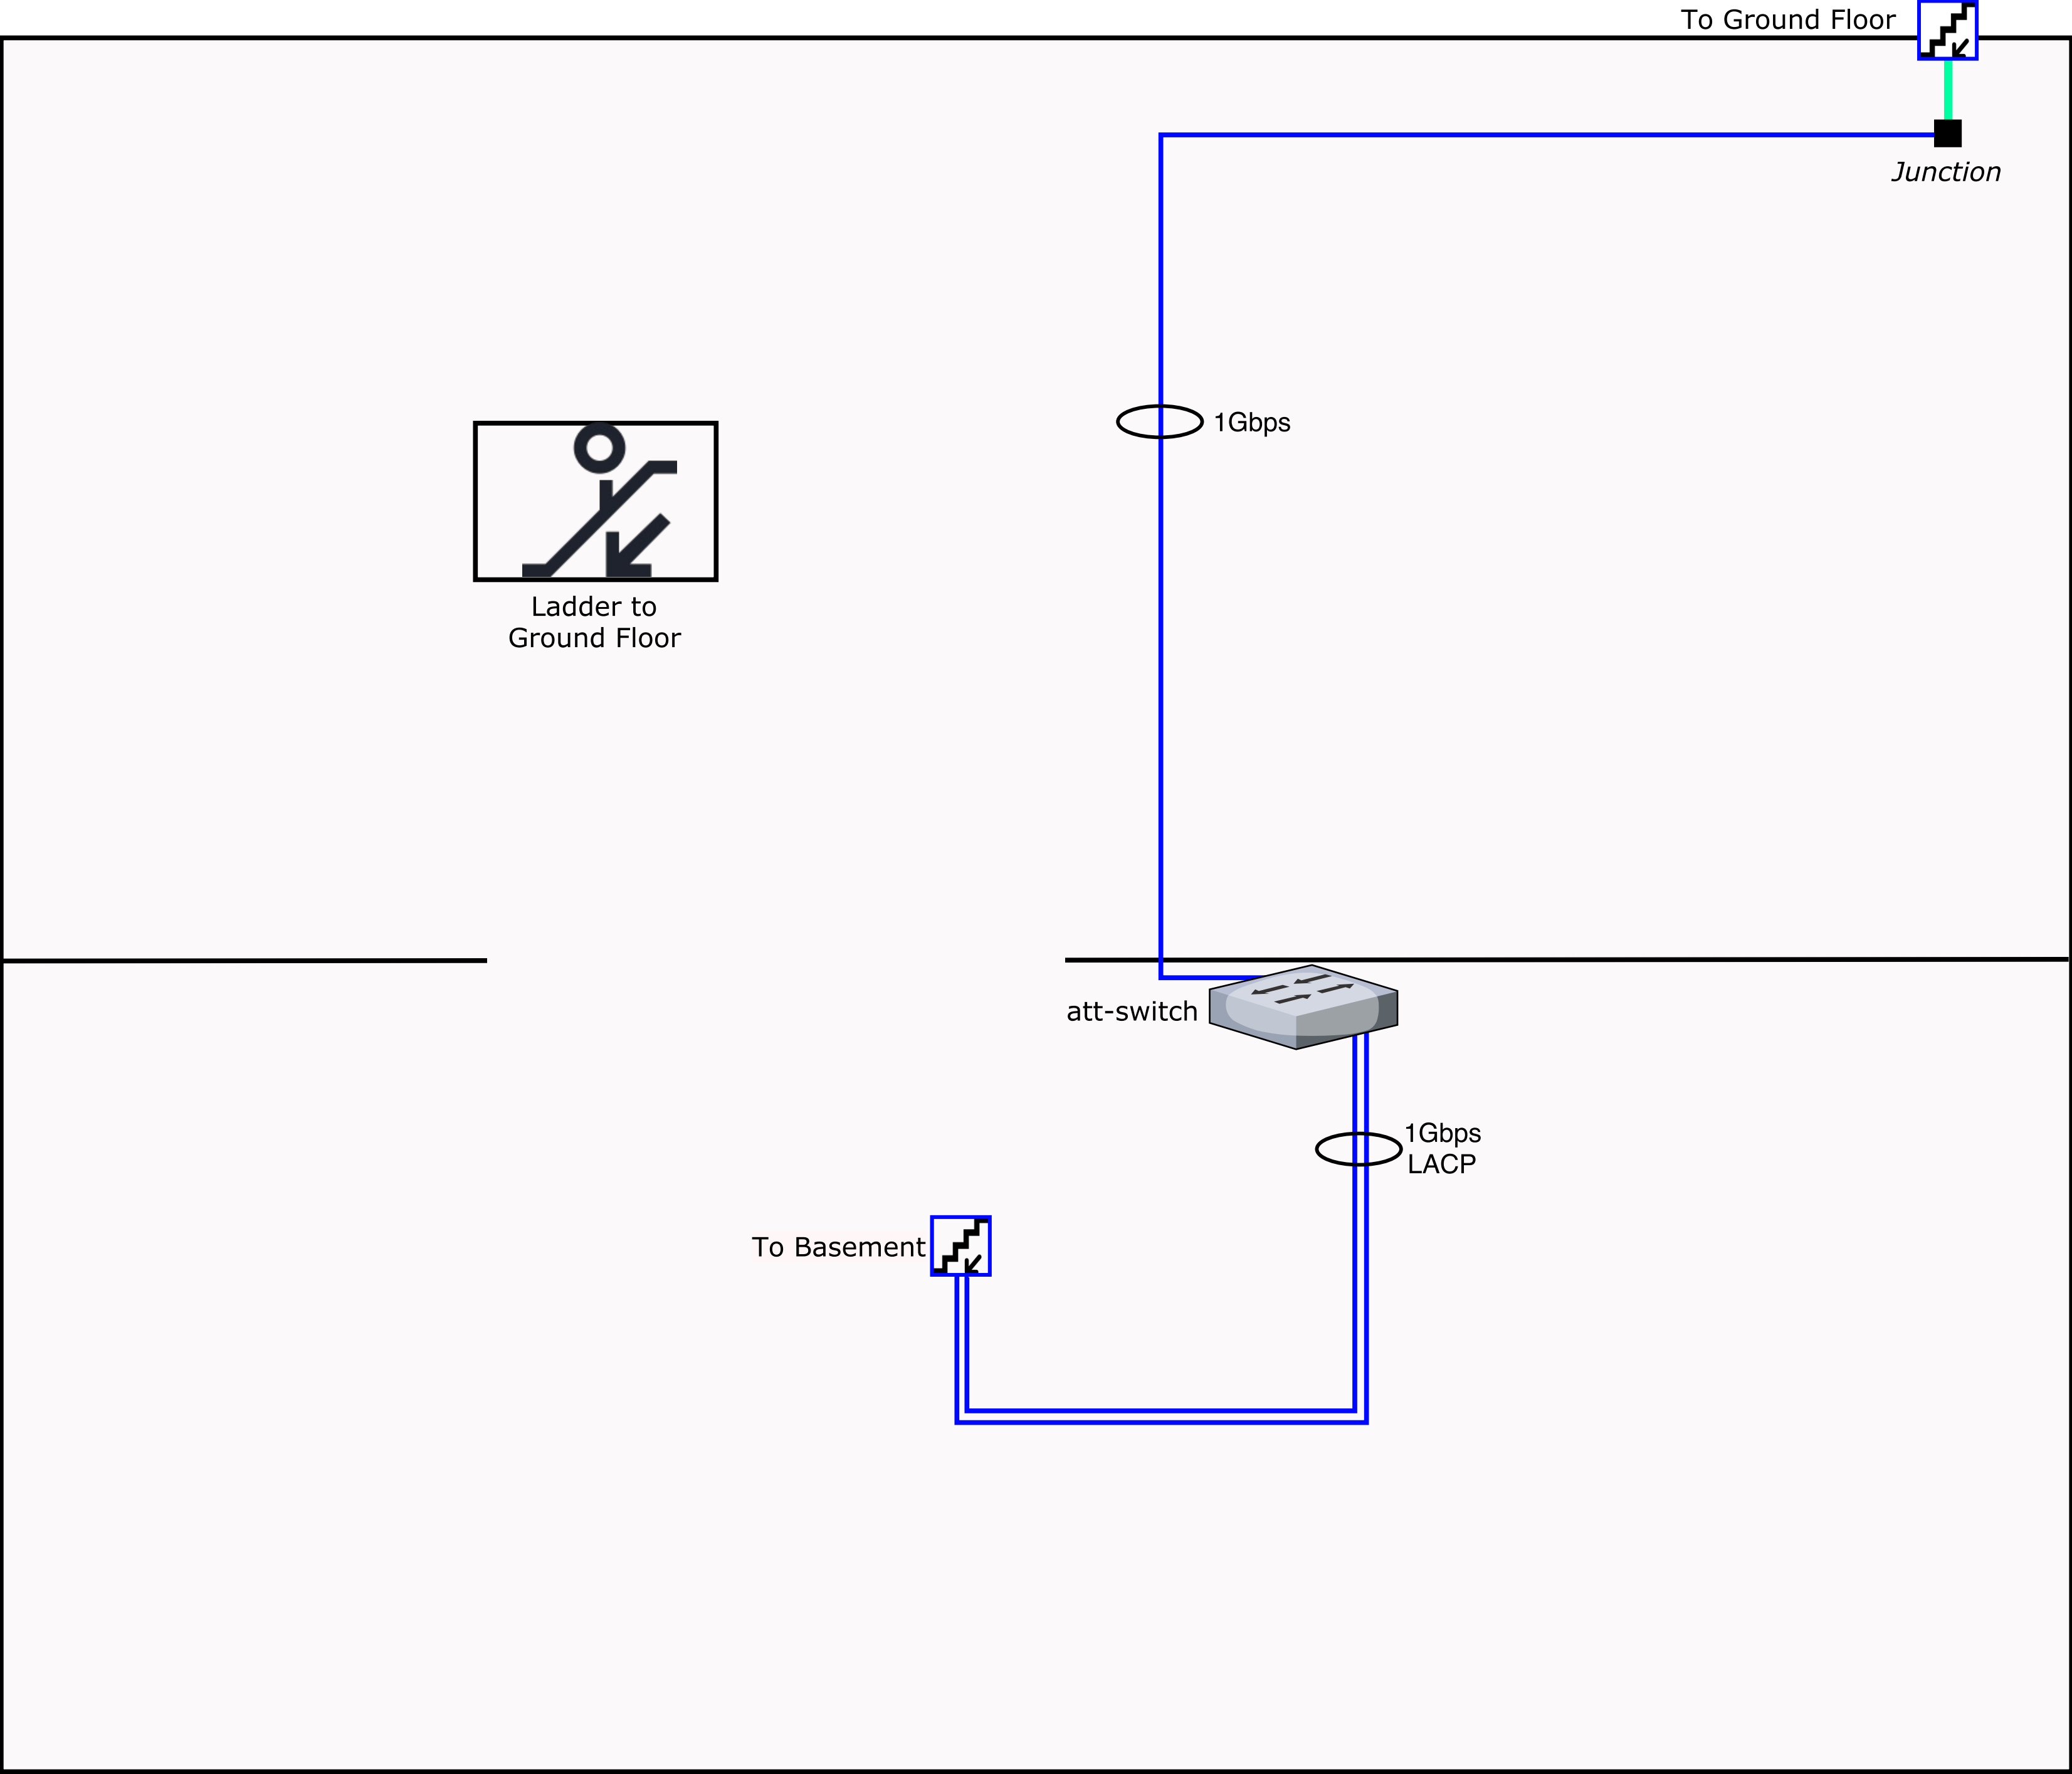 To Ground Floor
Junction
1Gbps
Ladder to
Ground Floor
att-switch
1Gbps
LACP
To Basement